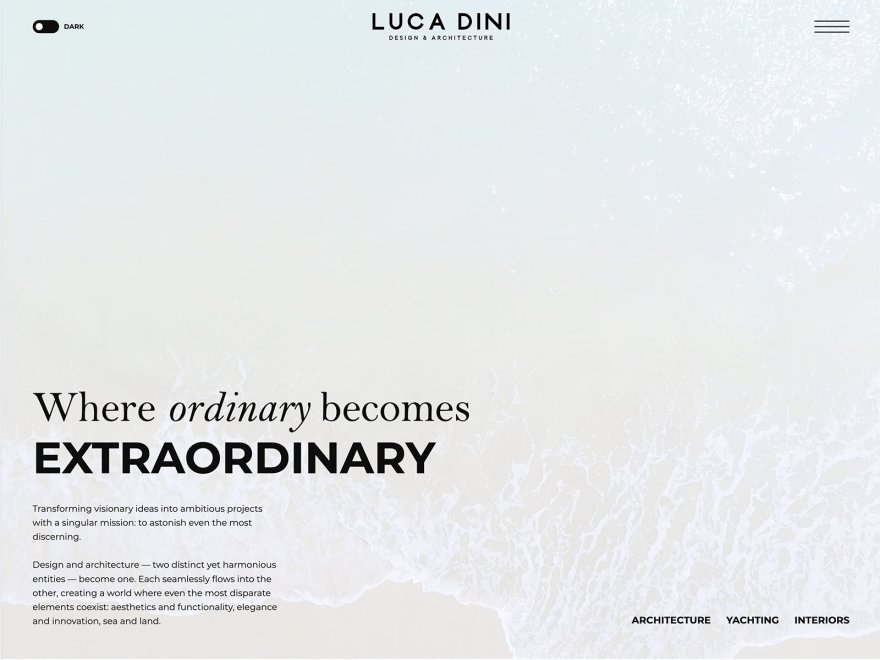 DARK
LUCA DINI
DESIGN & ARCHITECTURE
Where ordinary becomes
EXTRAORDINARY
Transforming visionary ideas into ambitious projects
with a singular mission: to astonish even the most
discerning.
Design and architecture — two distinct yet harmonious
entities — become one. Each seamlessly flows into the
other, creating a world where even the most disparate
elements coexist: aesthetics and functionality, elegance
and innovation, sea and land.
ARCHITECTURE YACHTING INTERIORS